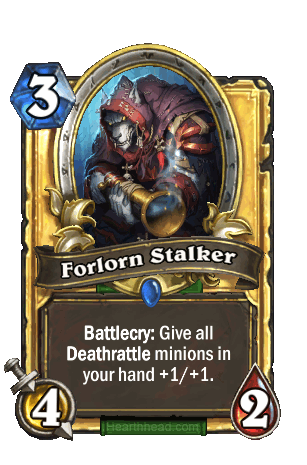 3
Forlorn Stalker
Battlecry: Give all
Deathrattle minions in
your hand +1/+1.
4
2
Hearthhead.com